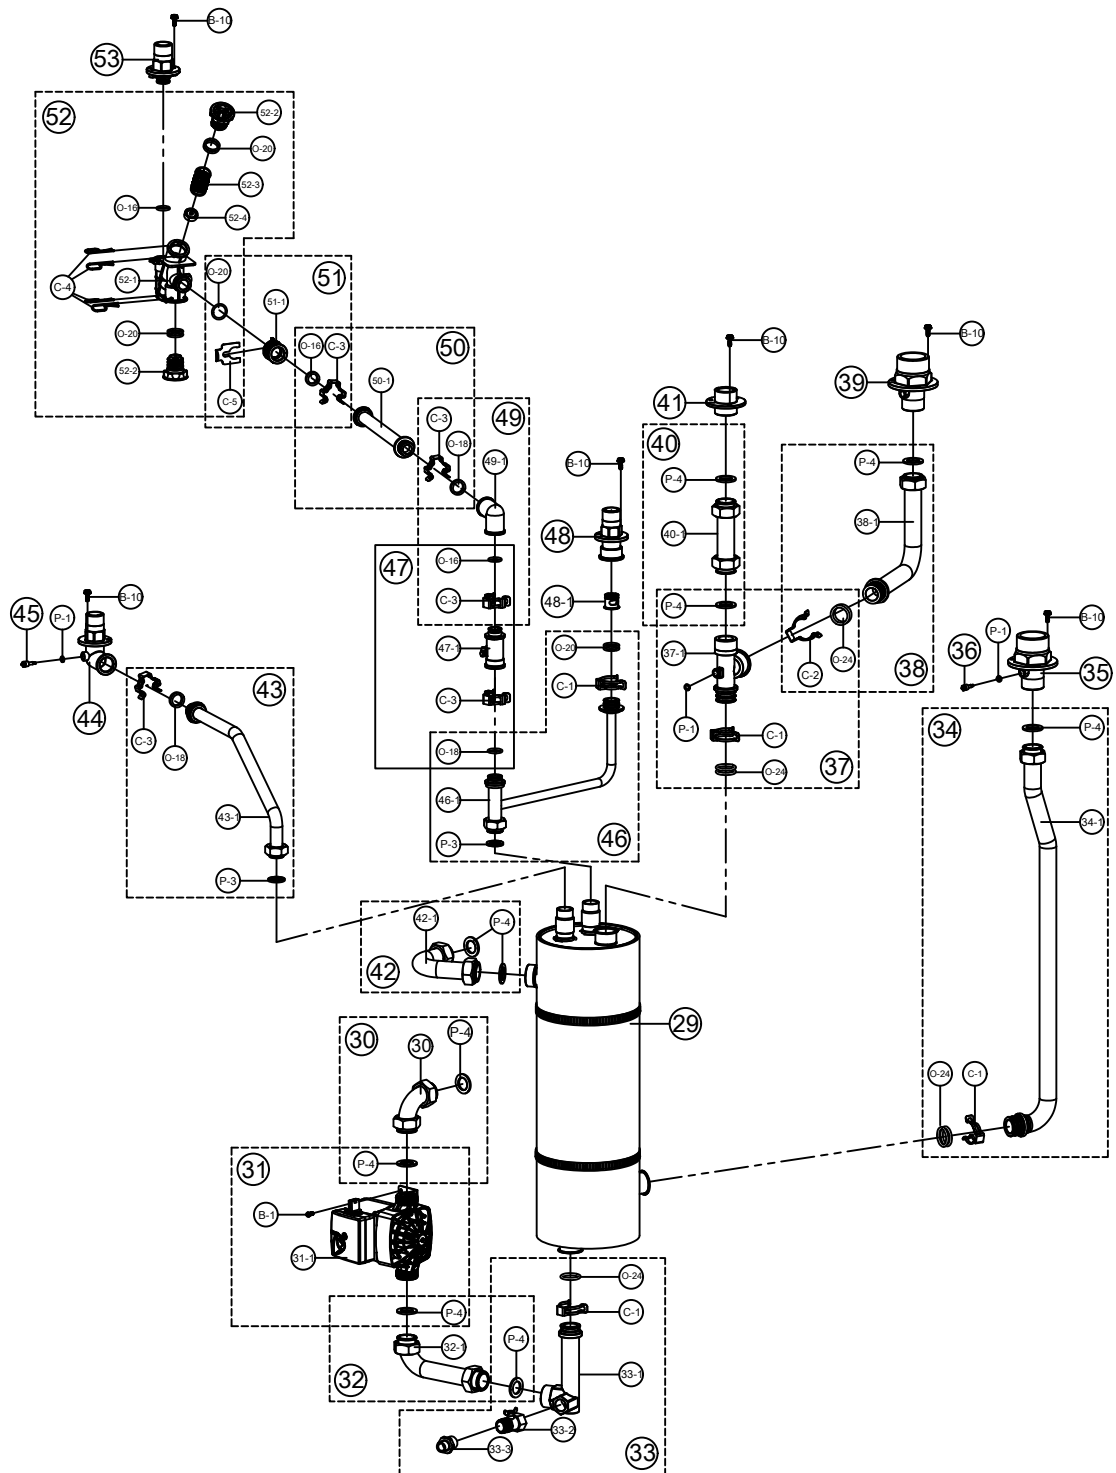 B-10
53
52
52-2
O-20
52-3
O-16
52-4
C-4
52-1
O-20
51
51-1
O-20
52-2
C-5
O-16
C-3
50
50-1
B-10
41
B-10
39
C-3
49
O-18
49-1
40
P-4
P-4
B-10
38-1
48
40-1
47
O-16
C-3
48-1
P-4
45
P-1
B-10
47-1
O-20
37-1
O-24
C-2
38
36
P-1
B-10
35
44
43
C-3
O-18
C-3
C-1
P-1
C-1
34
P-4
O-18
O-24
37
46-1
43-1
46
34-1
P-3
P-3
42-1
P-4
42
29
30
30
P-4
O-24
C-1
31
P-4
B-1
31-1
O-24
P-4
C-1
P-4
32-1
32
33-1
33-2
33-3
33